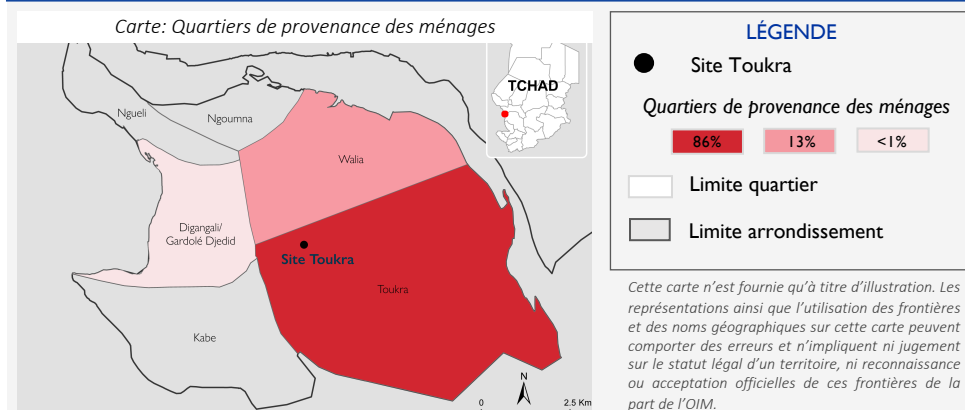 Carte: Quartiers de provenance des ménages
TCHAD
Ngueli
Ngoumna
Walia
Digangali/
Gardolé Djedid
Site Toukra
Toukra
Kabe
N
0 2.5 Km
LÉGENDE
Site Toukra
Quartiers de provenance des ménages
86% 13% <1%
Limite quartier
Limite arrondissement
Cette carte n’est fournie qu’à titre d’illustration. Les
représentations ainsi que l’utilisation des frontières
et des noms géographiques sur cette carte peuvent
comporter des erreurs et n’impliquent ni jugement
sur le statut légal d’un territoire, ni reconnaissance
ou acceptation officielles de ces frontières de la
part de l’OIM.